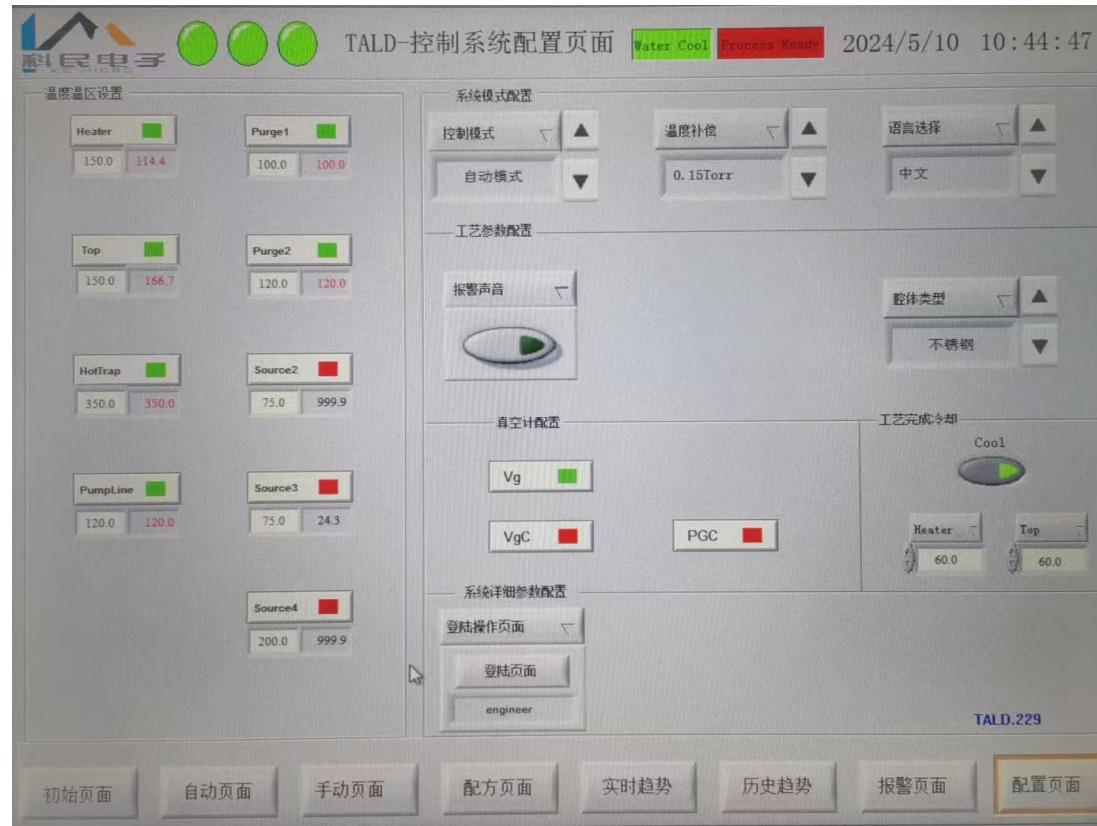 科民电子
TALD-控制系统配置页面
Water Cool
Process Ready
2024/5/10 10:44:47
温度温区设置
Heater
150.0 114.4
Purge1
100.0 100.0
Top
150.0 166.7
Purge2
120.0 120.0
HotTrap
350.0 350.0
Source2
75.0 999.9
PumpLine
120.0 120.0
Source3
75.0 24.3
Source4
200.0 999.9
系统模式配置
控制模式
自动模式
温度补偿
0.15Torr
语言选择
中文
工艺参数配置
报警声音
腔体类型
不锈钢
真空计配置
Vg
VgC
PGC
工艺完成冷却
Cool
Heater
60.0
Top
60.0
系统详细参数配置
登陆操作页面
登陆页面
engineer
TALD.229
初始页面
自动页面
手动页面
配方页面
实时趋势
历史趋势
报警页面
配置页面